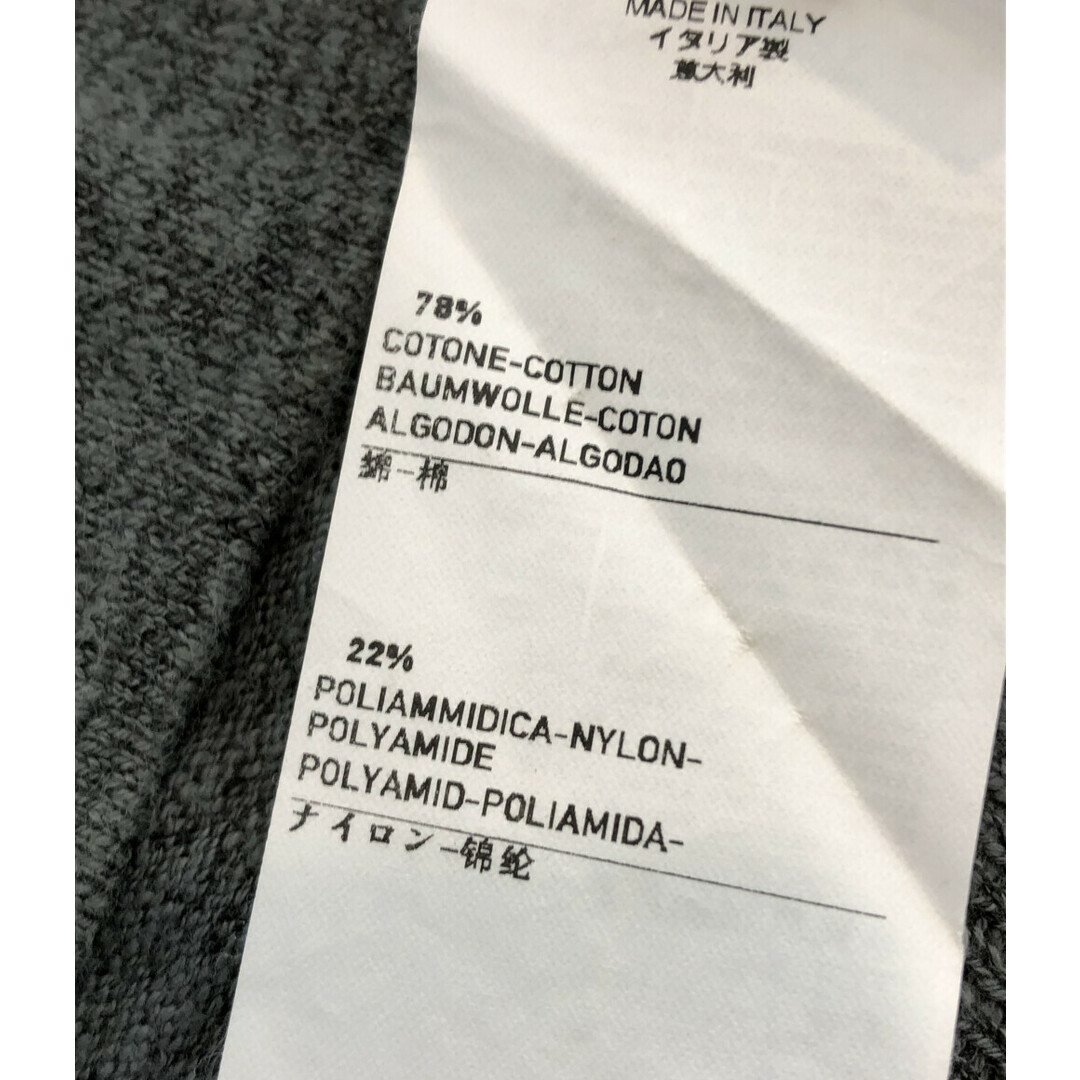 MADE IN ITALY
イタリア製
意大利
78%
COTONE-COTTON
BAUMWOLLE-COTON
ALGODON-ALGODAO
綿-棉
22%
POLIAMMIDICA-NYLON-
POLYAMIDE
POLYAMID-POLIAMIDA-
ナイロン-锦纶